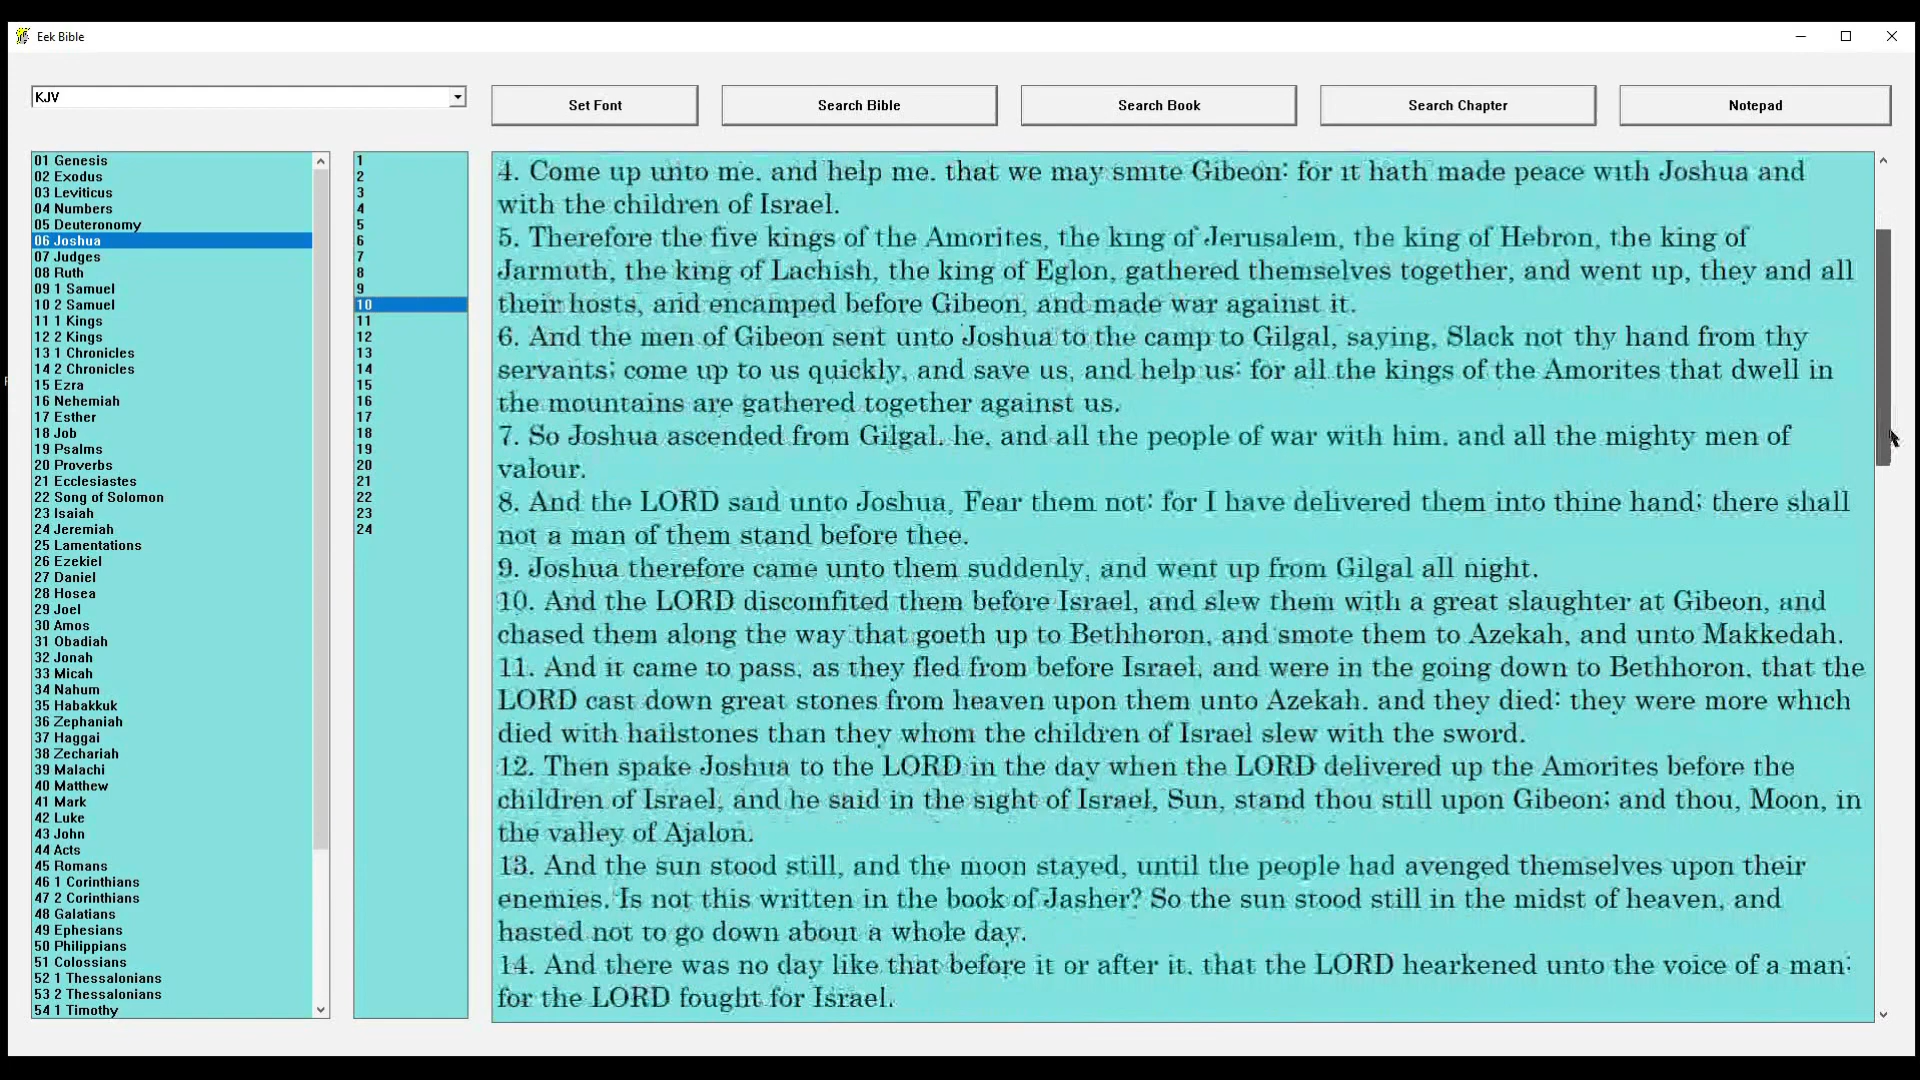 Eek Bible
KJV
Set Font
Search Bible
Search Book
Search Chapter
Notepad
01 Genesis
02 Exodus
03 Leviticus
04 Numbers
05 Deuteronomy
06 Joshua
07 Judges
08 Ruth
09 1 Samuel
10 2 Samuel
11 1 Kings
12 2 Kings
13 1 Chronicles
14 2 Chronicles
15 Ezra
16 Nehemiah
17 Esther
18 Job
19 Psalms
20 Proverbs
21 Ecclesiastes
22 Song of Solomon
23 Isaiah
24 Jeremiah
25 Lamentations
26 Ezekiel
27 Daniel
28 Hosea
29 Joel
30 Amos
31 Obadiah
32 Jonah
33 Micah
34 Nahum
35 Habakkuk
36 Zephaniah
37 Haggai
38 Zechariah
39 Malachi
40 Matthew
41 Mark
42 Luke
43 John
44 Acts
45 Romans
46 1 Corinthians
47 2 Corinthians
48 Galatians
49 Ephesians
50 Philippians
51 Colossians
52 1 Thessalonians
53 2 Thessalonians
54 1 Timothy
1
2
3
4
5
6
7
8
9
10
11
12
13
14
15
16
17
18
19
20
21
22
23
24
4. Come up unto me, and help me, that we may smite Gibeon: for it hath made peace with Joshua and
with the children of Israel.
5. Therefore the five kings of the Amorites, the king of Jerusalem, the king of Hebron, the king of
Jarmuth, the king of Lachish, the king of Eglon, gathered themselves together, and went up, they and all
their hosts, and encamped before Gibeon, and made war against it.
6. And the men of Gibeon sent unto Joshua to the camp to Gilgal, saying, Slack not thy hand from thy
servants; come up to us quickly, and save us, and help us: for all the kings of the Amorites that dwell in
the mountains are gathered together against us.
7. So Joshua ascended from Gilgal, he, and all the people of war with him, and all the mighty men of
valour.
8. And the LORD said unto Joshua, Fear them not: for I have delivered them into thine hand; there shall
not a man of them stand before thee.
9. Joshua therefore came unto them suddenly, and went up from Gilgal all night.
10. And the LORD discomfited them before Israel, and slew them with a great slaughter at Gibeon, and
chased them along the way that goeth up to Bethhoron, and smote them to Azekah, and unto Makkedah.
11. And it came to pass, as they fled from before Israel, and were in the going down to Bethhoron, that the
LORD cast down great stones from heaven upon them unto Azekah, and they died: they were more which
died with hailstones than they whom the children of Israel slew with the sword.
12. Then spake Joshua to the LORD in the day when the LORD delivered up the Amorites before the
children of Israel, and he said in the sight of Israel, Sun, stand thou still upon Gibeon; and thou, Moon, in
the valley of Ajalon.
13. And the sun stood still, and the moon stayed, until the people had avenged themselves upon their
enemies. Is not this written in the book of Jasher? So the sun stood still in the midst of heaven, and
hasted not to go down about a whole day.
14. And there was no day like that before it or after it, that the LORD hearkened unto the voice of a man:
for the LORD fought for Israel.